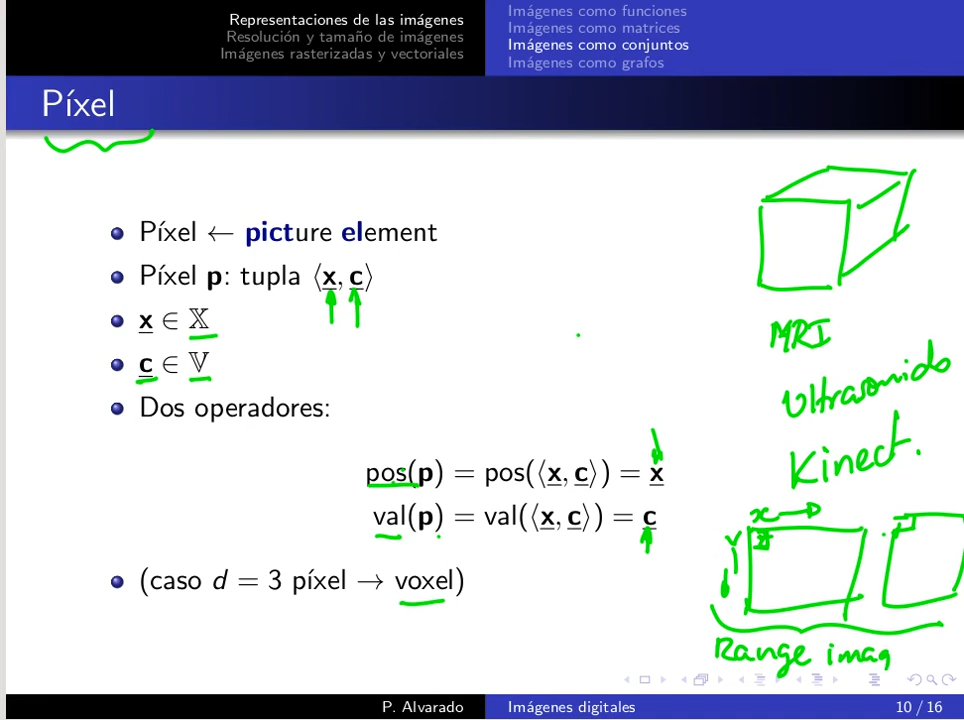 Representaciones de las imágenes
Resolución y tamaño de imágenes
Imágenes rasterizadas y vectoriales
Imágenes como funciones
Imágenes como matrices
Imágenes como conjuntos
Imágenes como grafos
Píxel
Píxel ← picture element
Píxel p: tupla ⟨x, c⟩
x ∈ 𝕏
c ∈ 𝕍
Dos operadores:
pos(p) = pos(⟨x, c⟩) = x
val(p) = val(⟨x, c⟩) = c
(caso d = 3 píxel → voxel)
MRI
Ultrasonido
Kinect.
x
Range imag
P. Alvarado
Imágenes digitales
10 / 16